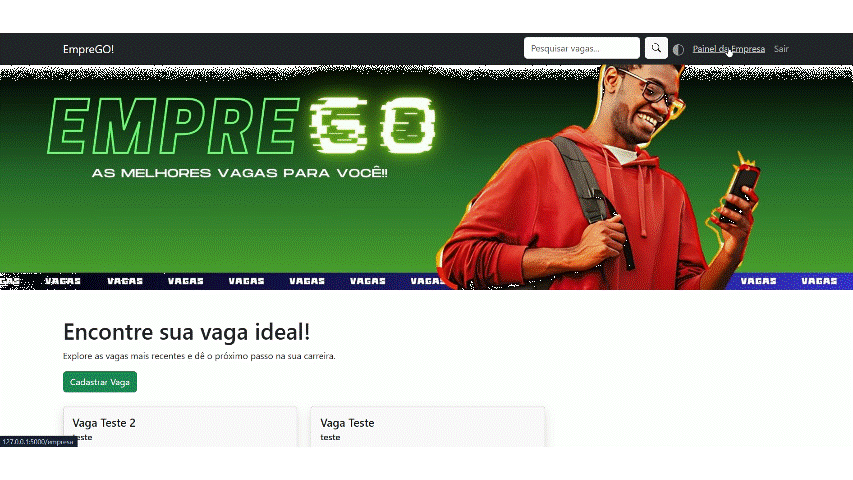 EmpreGO!
Pesquisar vagas...
Painel da Empresa
Sair
EMPREGO
AS MELHORES VAGAS PARA VOCÊ!!
VAGAS VAGAS VAGAS VAGAS VAGAS VAGAS VAGAS VAGAS
Encontre sua vaga ideal!
Explore as vagas mais recentes e dê o próximo passo na sua carreira.
Cadastrar Vaga
Vaga Teste 2
Vaga Teste
teste
127.0.0.1:5000/empresa